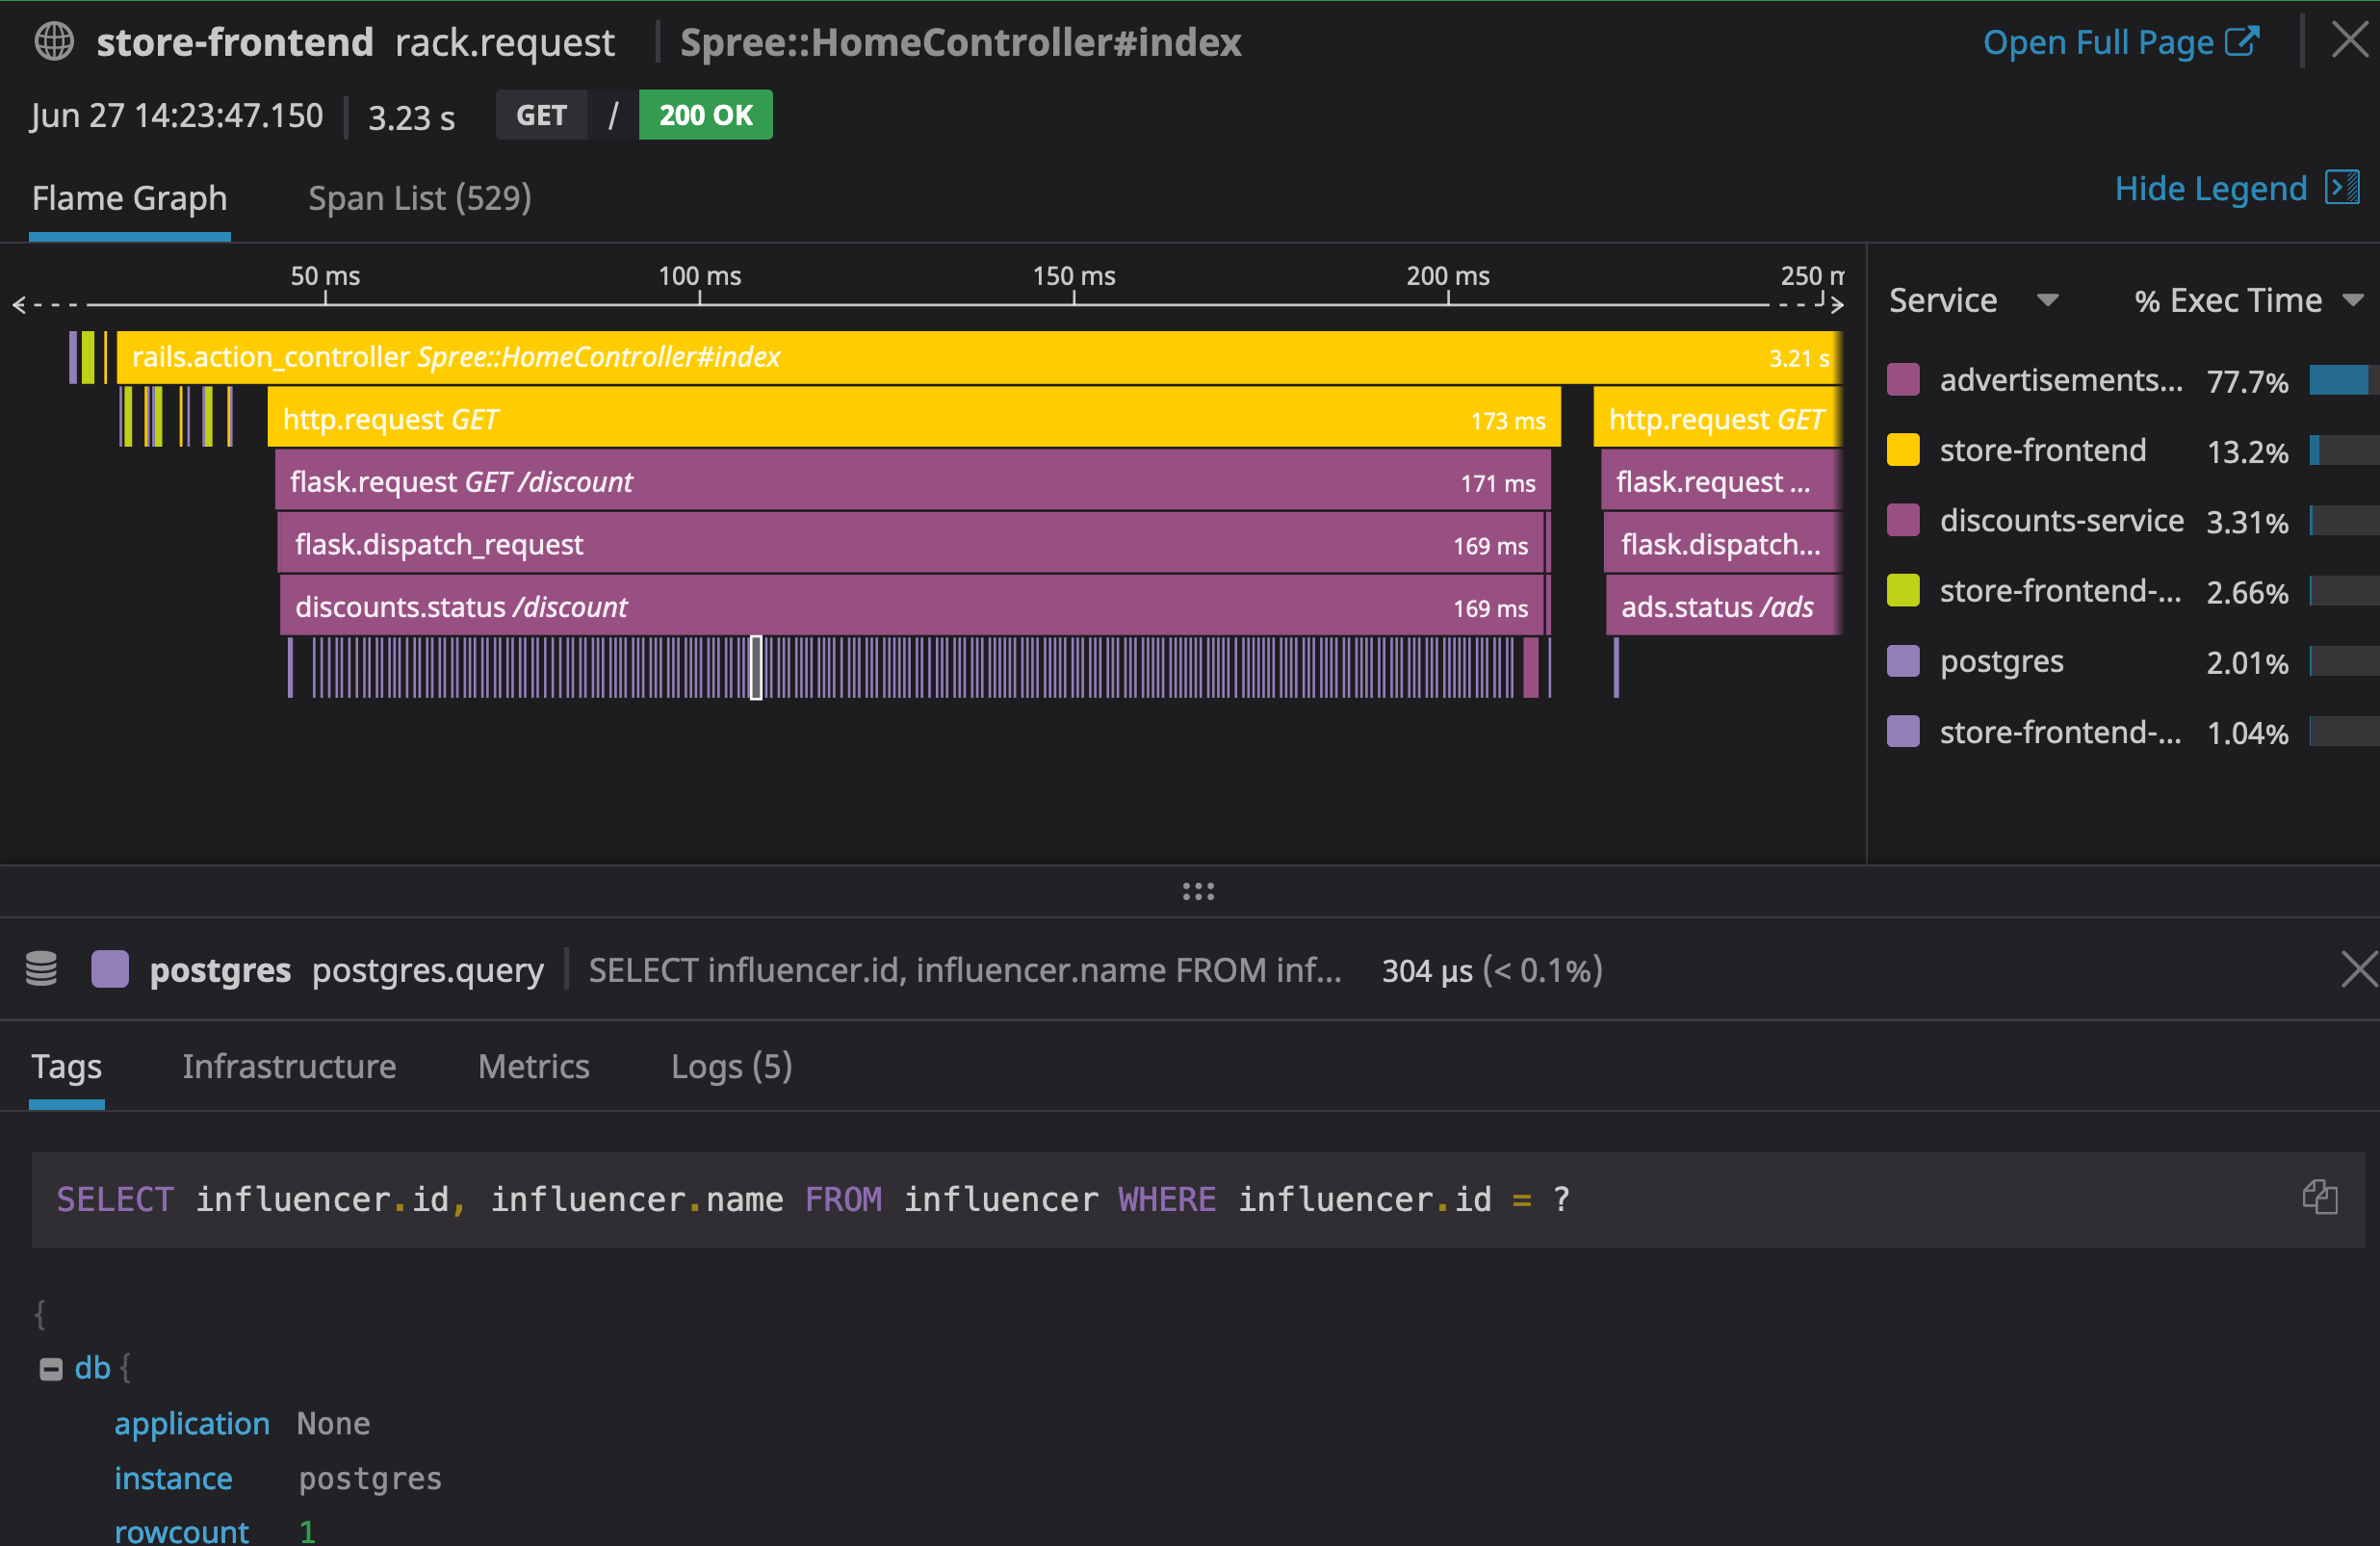 store-frontend rack.request Spree::HomeController#index Open Full Page
Jun 27 14:23:47.150 3.23 s GET / 200 OK
Flame Graph Span List (529) Hide Legend
50 ms 100 ms 150 ms 200 ms 250 m
Service % Exec Time
rails.action_controller Spree::HomeController#index 3.21 s
http.request GET 173 ms http.request GET
flask.request GET /discount 171 ms flask.request ...
flask.dispatch_request 169 ms flask.dispatch...
discounts.status /discount 169 ms ads.status /ads
advertisements... 77.7%
store-frontend 13.2%
discounts-service 3.31%
store-frontend-... 2.66%
postgres 2.01%
store-frontend-... 1.04%
postgres postgres.query SELECT influencer.id, influencer.name FROM inf... 304 µs (< 0.1%)
Tags Infrastructure Metrics Logs (5)
SELECT influencer.id, influencer.name FROM influencer WHERE influencer.id = ?
{
db {
application None
instance postgres
rowcount 1